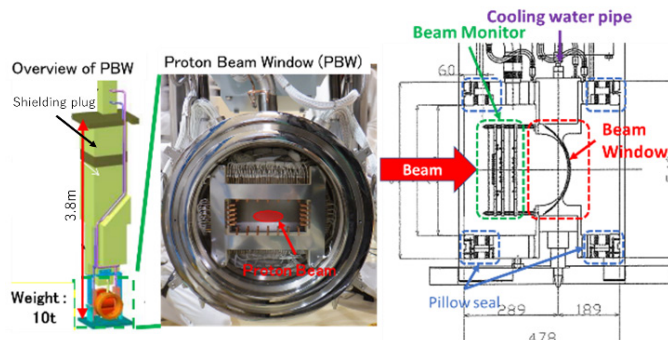 Overview of PBW
Shielding plug
3.8m
Weight :
10t
Proton Beam Window (PBW)
Proton Beam
Cooling water pipe
Beam Monitor
60
Beam
Window
Beam
Pillow seal
289
189
478